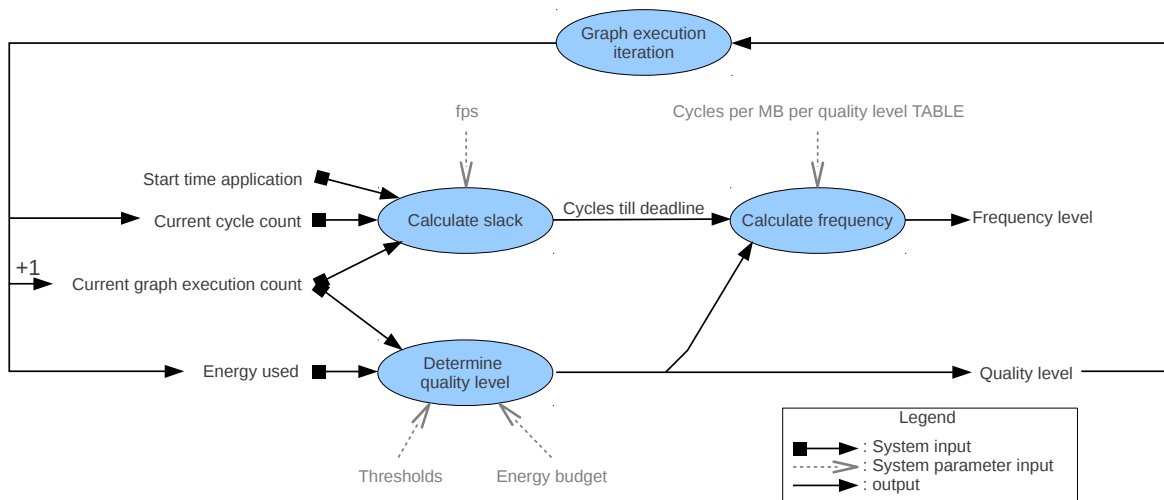 Graph execution
iteration
fps
Cycles per MB per quality level TABLE
Start time application
Current cycle count
Calculate slack
Cycles till deadline
Calculate frequency
Frequency level
+1
Current graph execution count
Energy used
Determine
quality level
Quality level
Thresholds
Energy budget
Legend
: System input
: System parameter input
: output